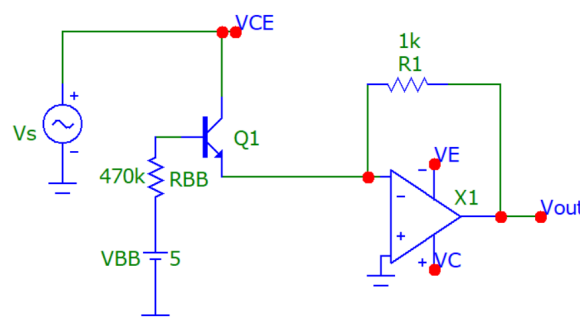 VCE
1k
R1
+
Vs
-
Q1
470k
RBB
VE
-
X1
-
Vout
+
VBB
5
+
VC